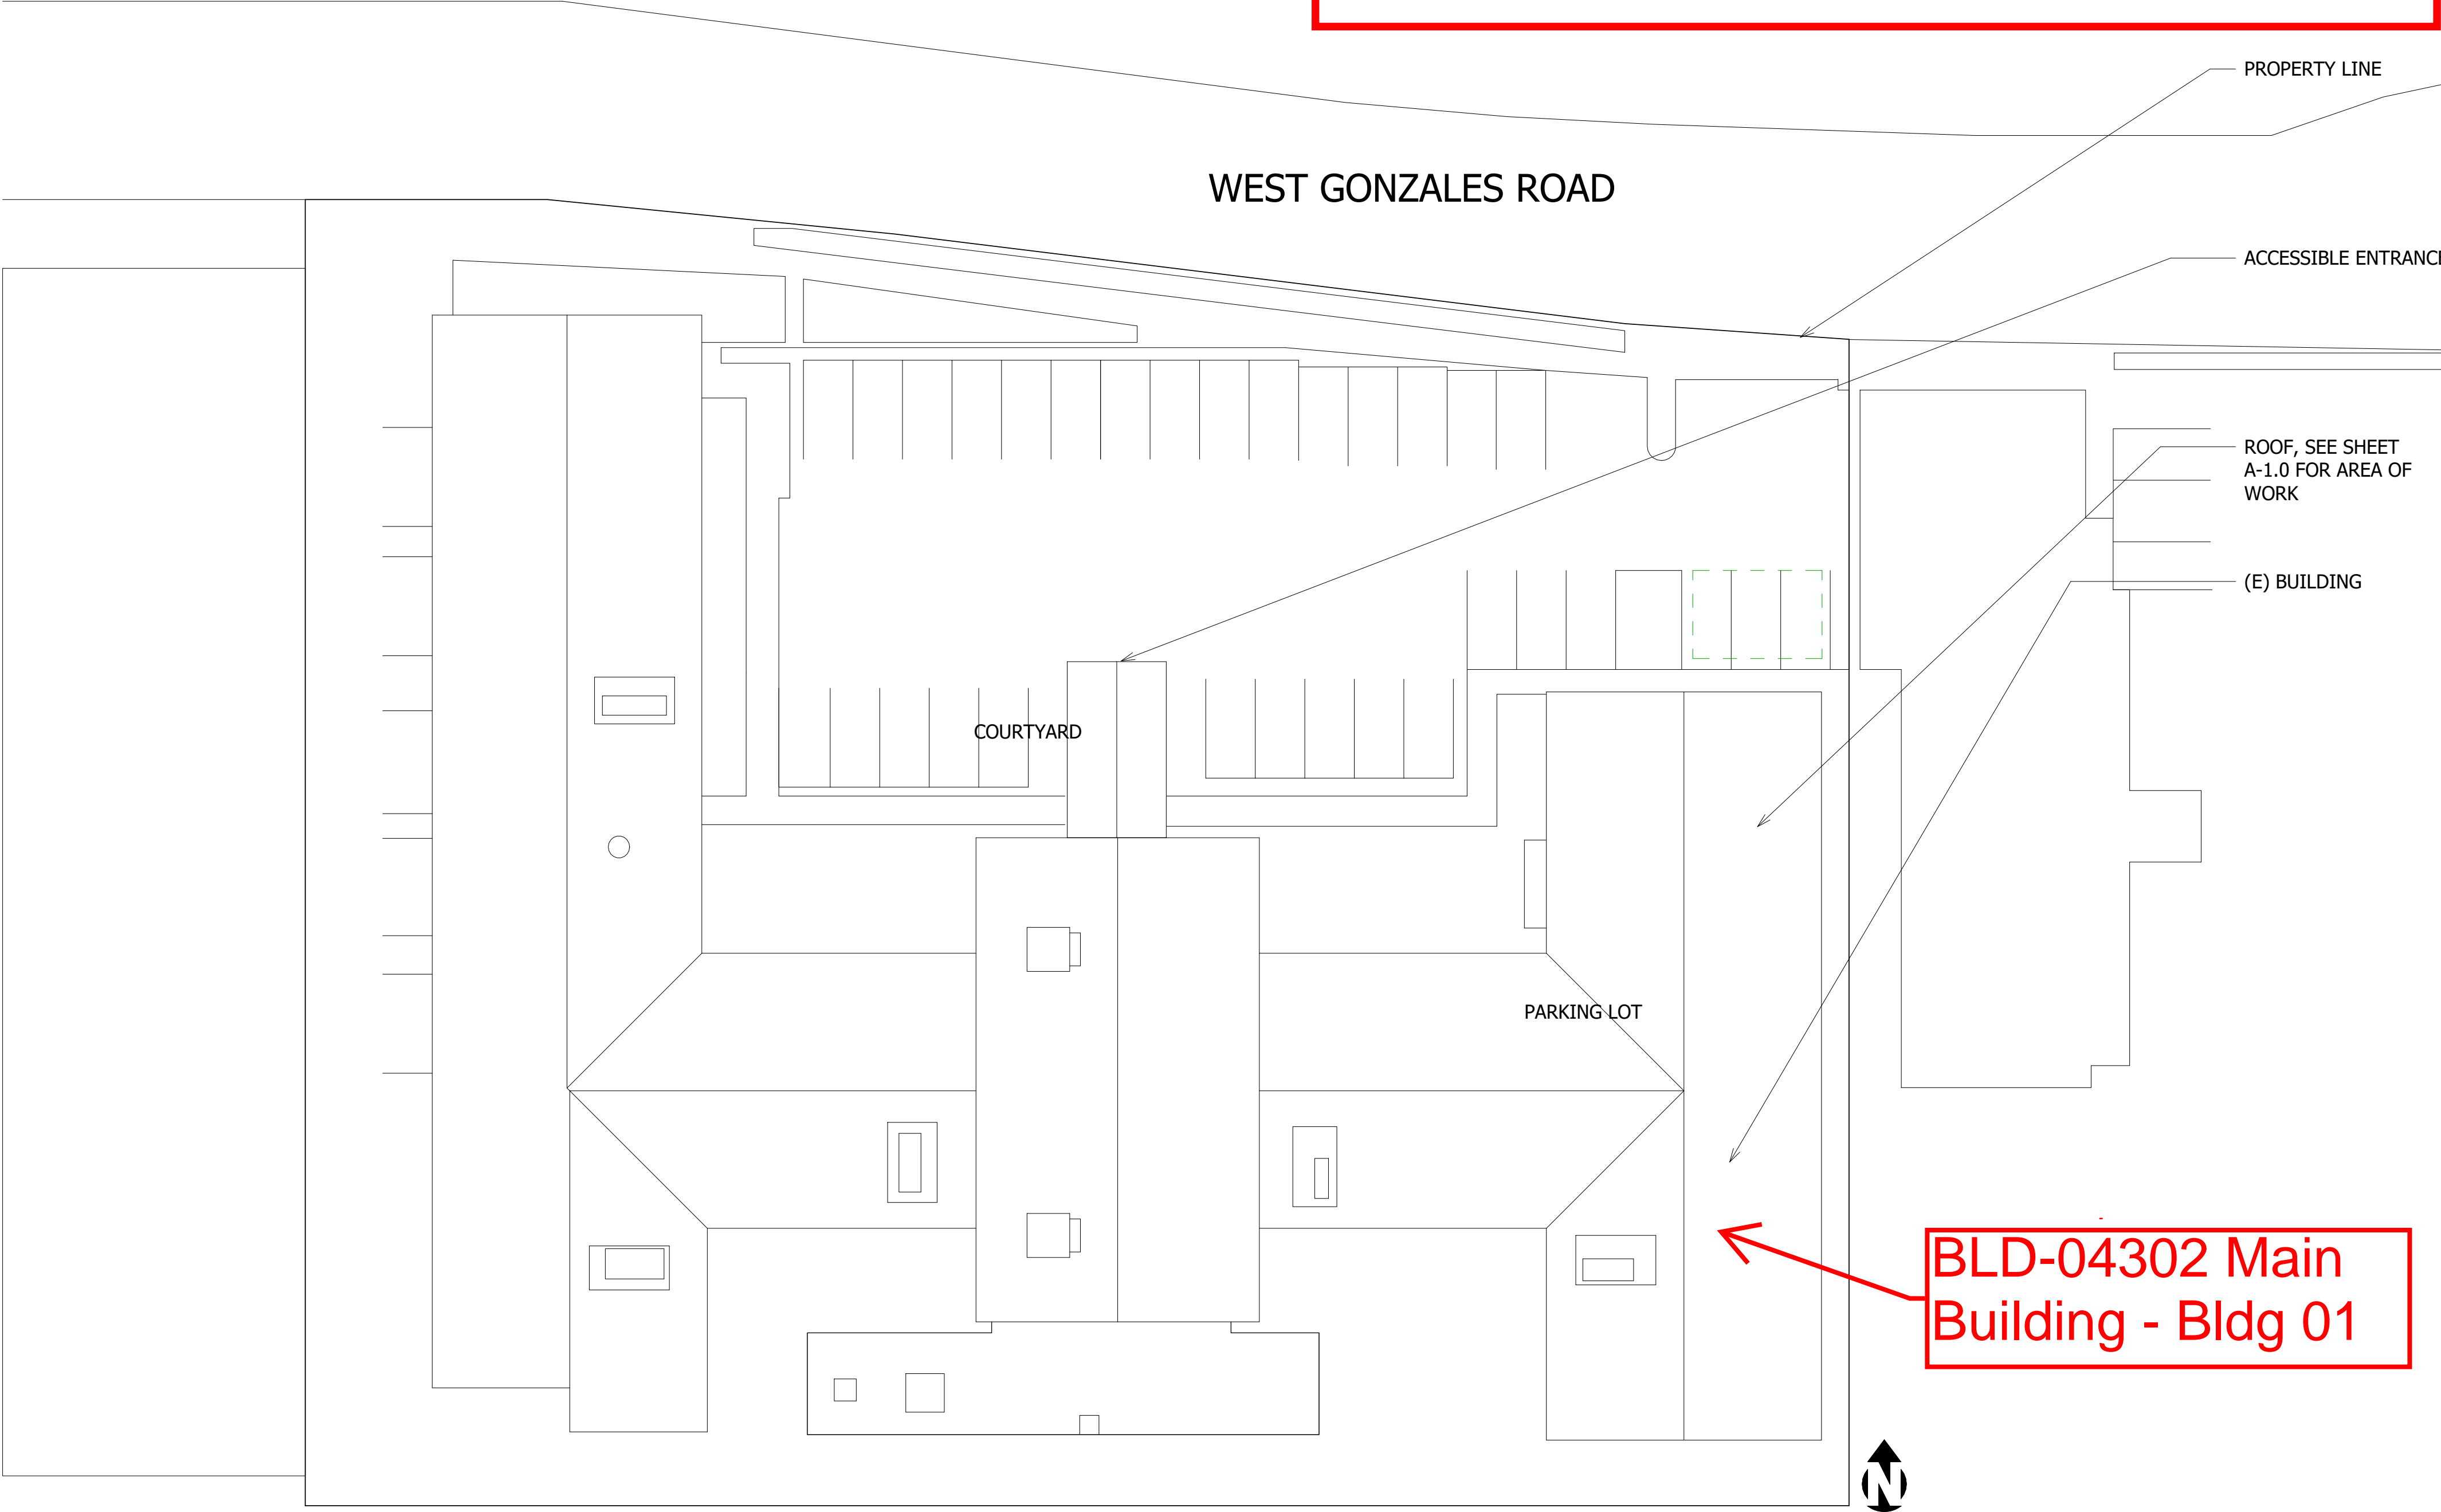 PROPERTY LINE
WEST GONZALES ROAD
ACCESSIBLE ENTRANCE
ROOF, SEE SHEET
A-1.0 FOR AREA OF
WORK
(E) BUILDING
COURTYARD
PARKING LOT
BLD-04302 Main
Building - Bldg 01
N